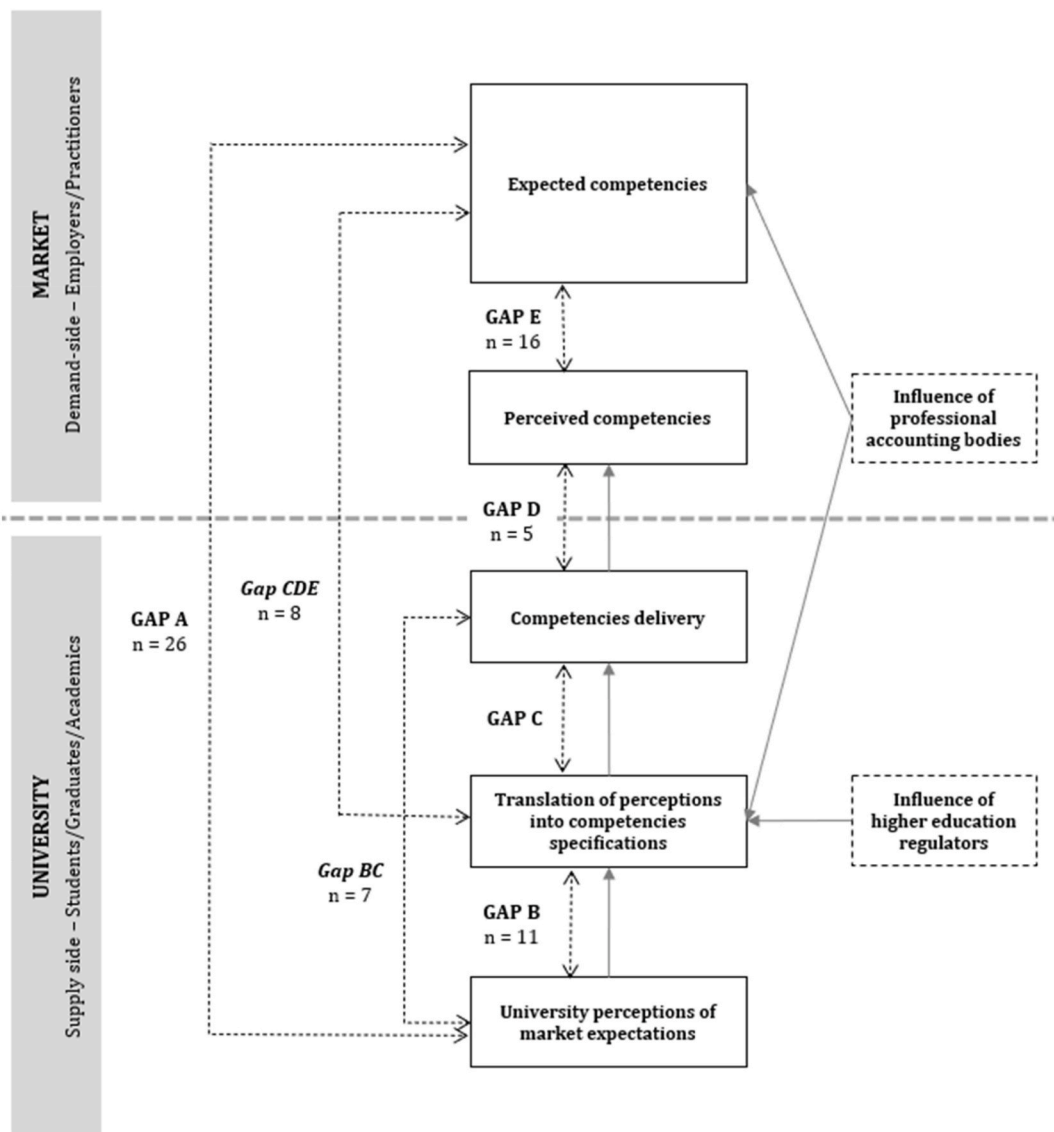 MARKET
Demand-side – Employers/Practitioners
Expected competencies
GAP E
n = 16
Perceived competencies
Influence of
professional
accounting bodies
GAP D
n = 5
UNIVERSITY
Supply side – Students/Graduates/Academics
GAP A
n = 26
Gap CDE
n = 8
Competencies delivery
GAP C
Translation of perceptions
into competencies
specifications
Influence of
higher education
regulators
Gap BC
n = 7
GAP B
n = 11
University perceptions of
market expectations